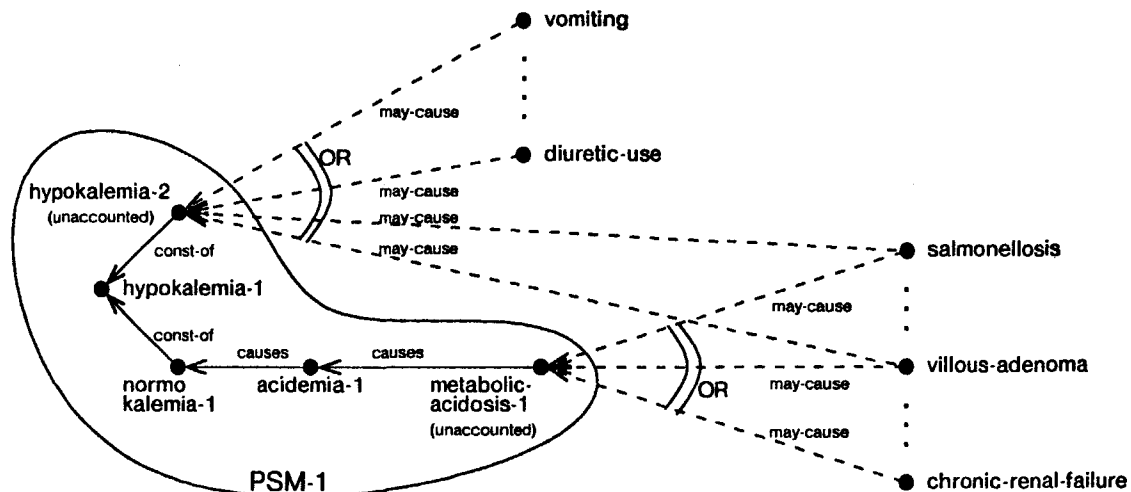 vomiting
may-cause
OR
diuretic-use
hypokalemia-2
(unaccounted)
may-cause
may-cause
may-cause
salmonellosis
const-of
hypokalemia-1
may-cause
const-of
causes
causes
normo
kalemia-1
acidemia-1
metabolic-
acidosis-1
(unaccounted)
OR
may-cause
villous-adenoma
may-cause
PSM-1
chronic-renal-failure